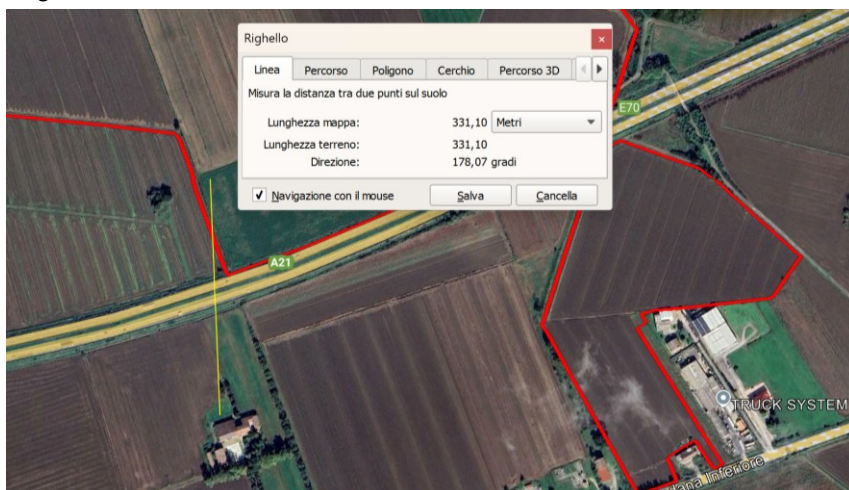 Righello
Linea Percorso Poligono Cerchio Percorso 3D
Misura la distanza tra due punti sul suolo
Lunghezza mappa: 331,10 Metri
Lunghezza terreno: 331,10
Direzione: 178,07 gradi
Navigazione con il mouse Salva Cancella
E70
A21
TRUCK SYSTEM
Inferiore